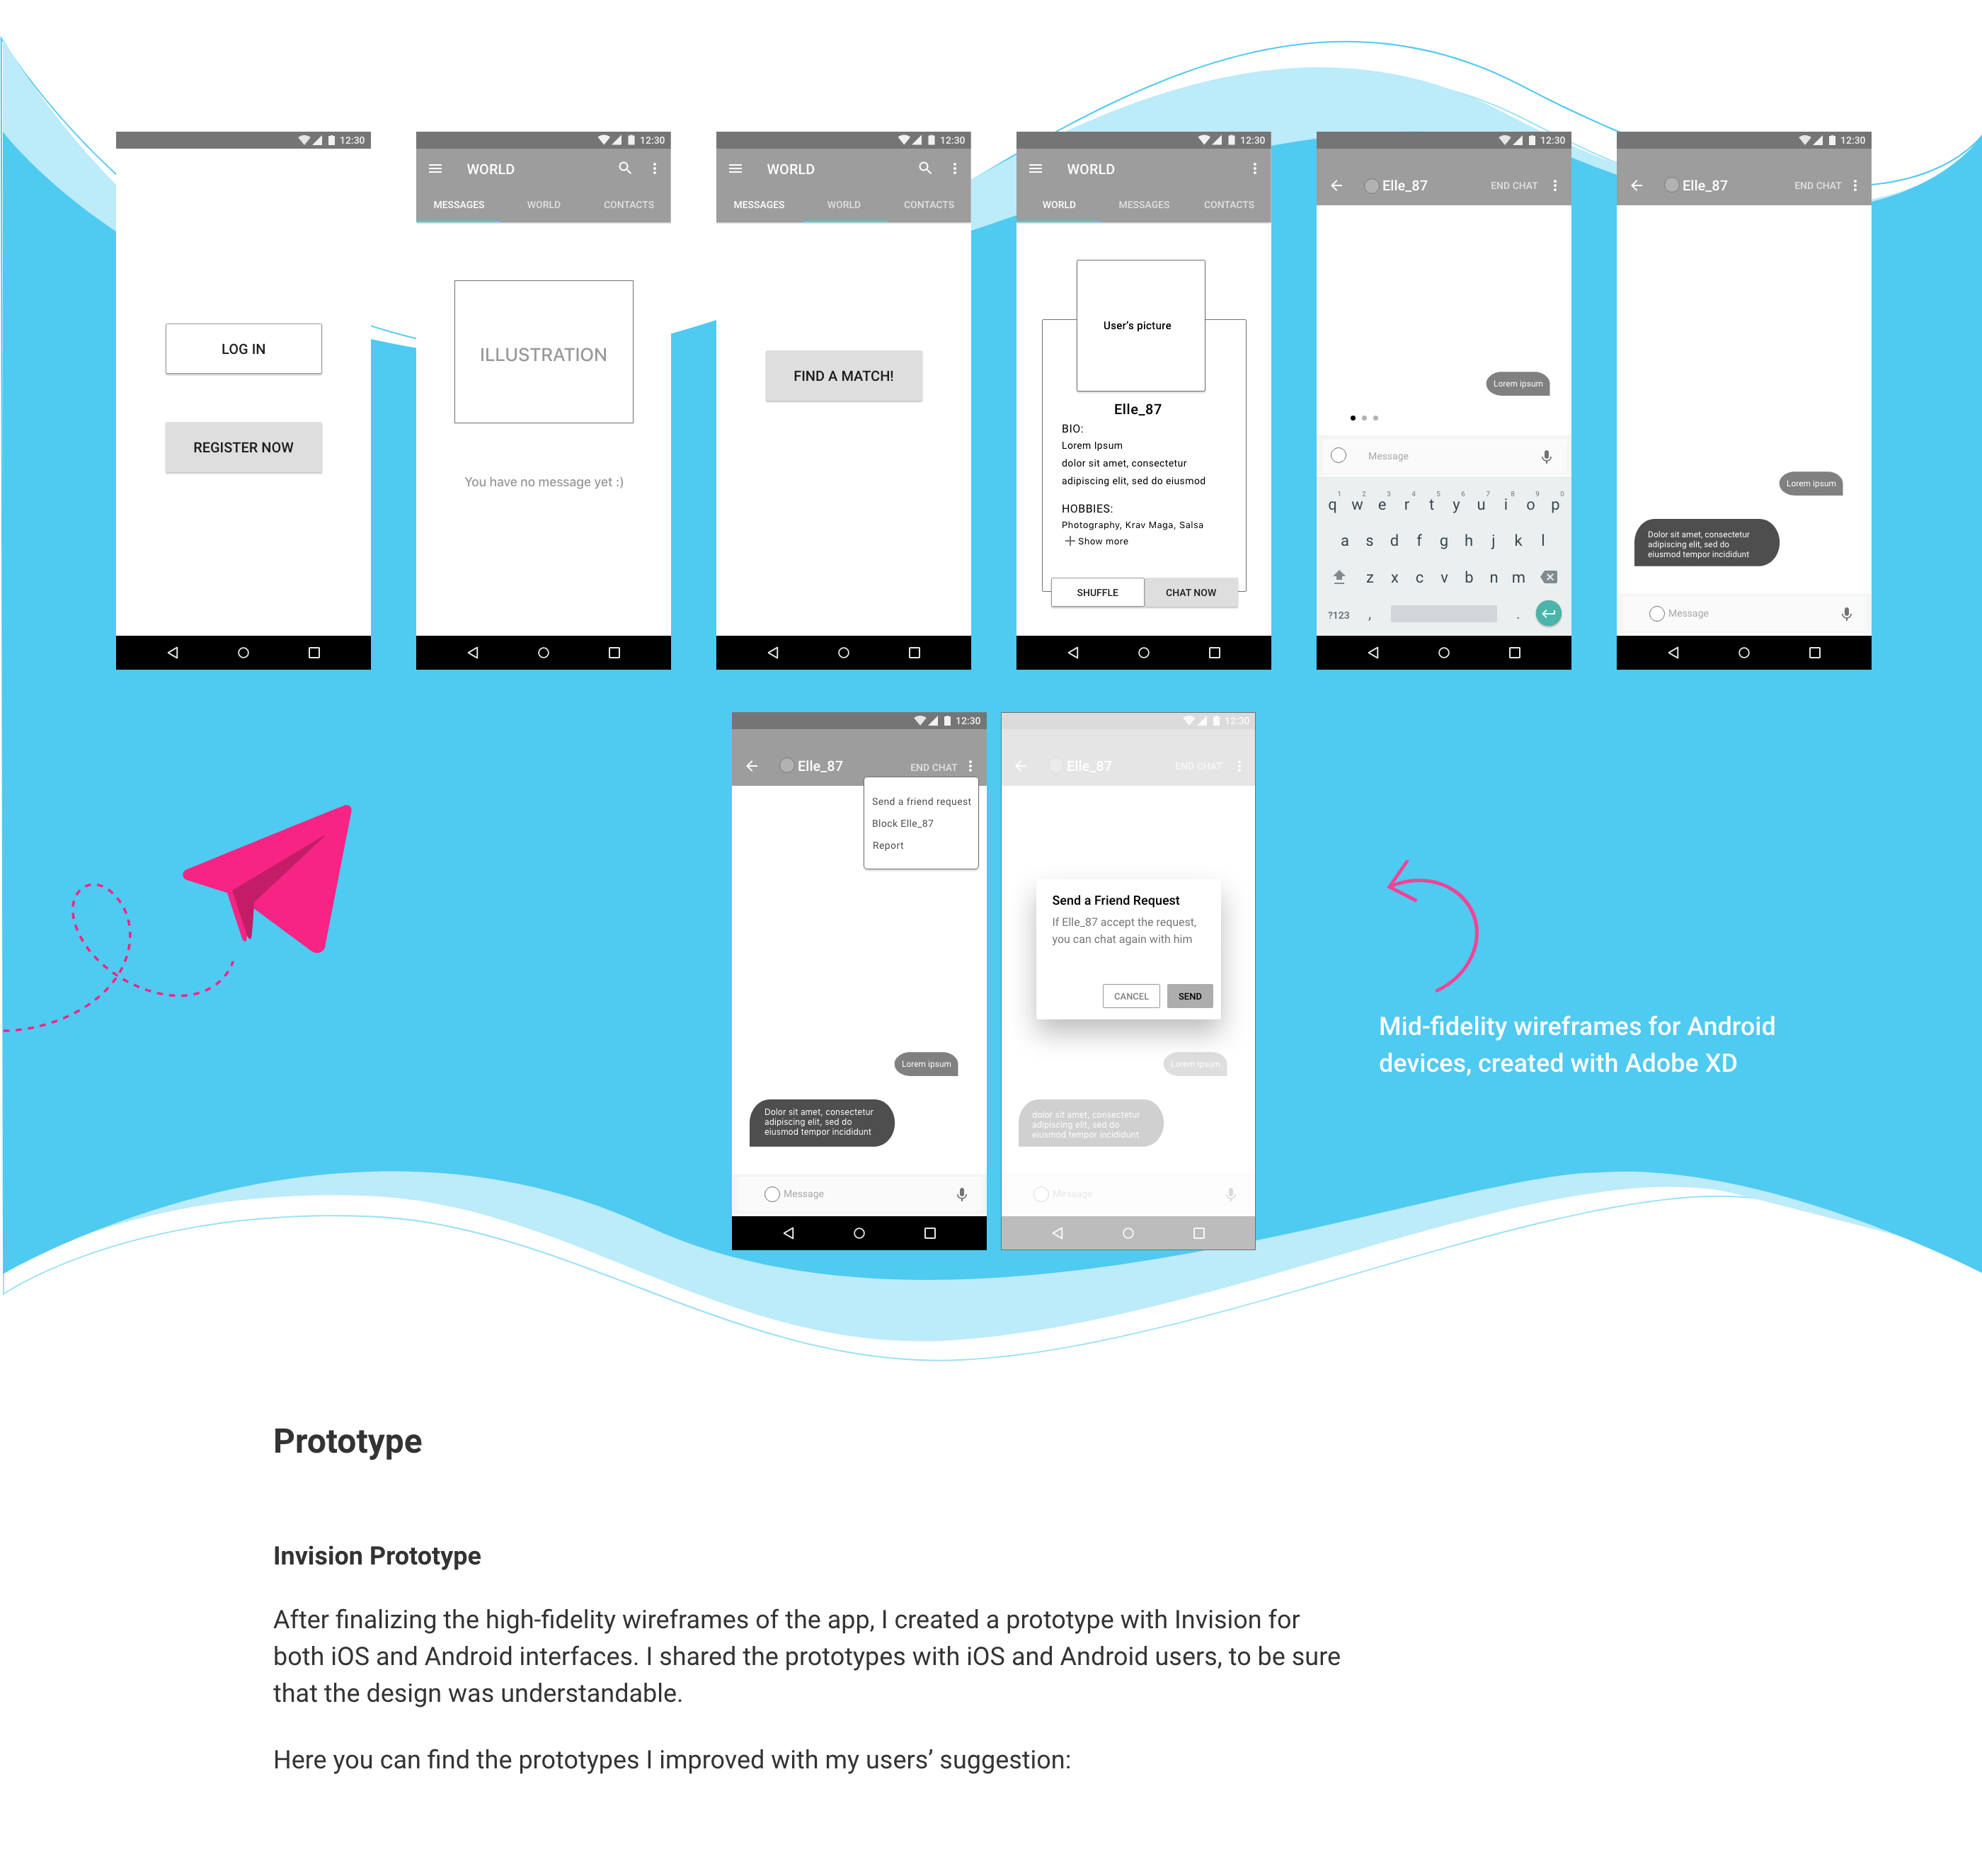 12:30
LOG IN
REGISTER NOW
12:30
WORLD
MESSAGES WORLD CONTACTS
ILLUSTRATION
You have no message yet :)
12:30
WORLD
MESSAGES WORLD CONTACTS
FIND A MATCH!
12:30
WORLD
WORLD MESSAGES CONTACTS
User's picture
Elle_87
BIO:
Lorem Ipsum
dolor sit amet, consectetur
adipiscing elit, sed do eiusmod
HOBBIES:
Photography, Krav Maga, Salsa
Show more
SHUFFLE CHAT NOW
12:30
Elle_87 END CHAT
Lorem ipsum
Message
1 2 3 4 5 6 7 8 9 0
q w e r t y u i o p
a s d f g h j k l
z x c v b n m
?123 , .
12:30
Elle_87 END CHAT
Lorem ipsum
Dolor sit amet, consectetur
adipiscing elit, sed do
eiusmod tempor incididunt
Message
12:30
Elle_87 END CHAT
Send a friend request
Block Elle_87
Report
Lorem ipsum
Dolor sit amet, consectetur
adipiscing elit, sed do
eiusmod tempor incididunt
Message
12:30
Elle_87 END CHAT
Send a Friend Request
If Elle_87 accept the request,
you can chat again with him
CANCEL SEND
Lorem ipsum
dolor sit amet, consectetur
adipiscing elit, sed do
eiusmod tempor incididunt
Message
Mid-fidelity wireframes for Android
devices, created with Adobe XD
Prototype
Invision Prototype
After finalizing the high-fidelity wireframes of the app, I created a prototype with Invision for
both iOS and Android interfaces. I shared the prototypes with iOS and Android users, to be sure
that the design was understandable.
Here you can find the prototypes I improved with my users’ suggestion: